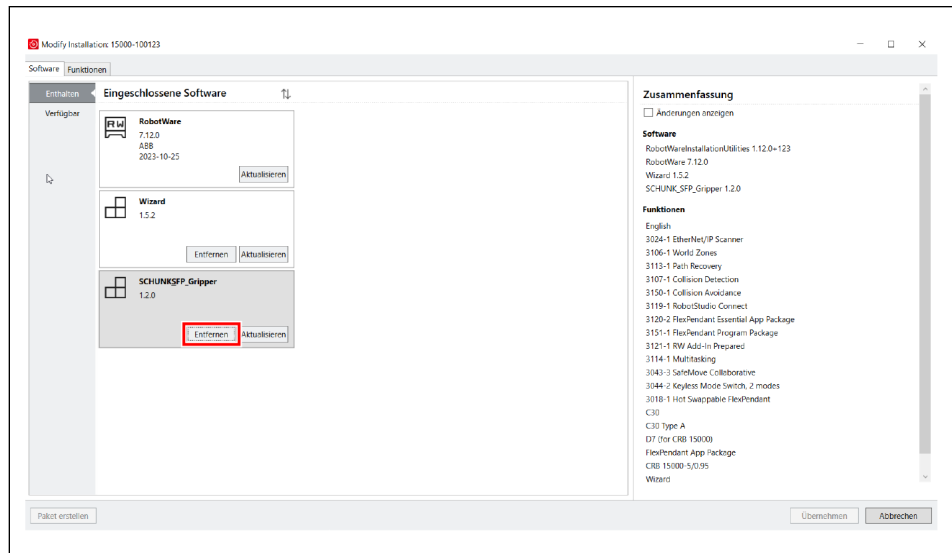 Modify Installation: 15000-100123
Software Funktionen
Enthalten
Verfügbar
Eingeschlossene Software
RW
RobotWare
7.12.0
ABB
2023-10-25
Aktualisieren
Wizard
1.5.2
Entfernen Aktualisieren
SCHUNKSFP_Gripper
1.2.0
Entfernen Aktualisieren
Zusammenfassung
Änderungen anzeigen
Software
RobotWareInstallationUtilities 1.12.0+123
RobotWare 7.12.0
Wizard 1.5.2
SCHUNK_SFP_Gripper 1.2.0
Funktionen
English
3024-1 EtherNet/IP Scanner
3106-1 World Zones
3113-1 Path Recovery
3107-1 Collision Detection
3150-1 Collision Avoidance
3119-1 RobotStudio Connect
3120-2 FlexPendant Essential App Package
3151-1 FlexPendant Program Package
3121-1 RW Add-In Prepared
3114-1 Multitasking
3043-3 SafeMove Collaborative
3044-2 Keyless Mode Switch, 2 modes
3018-1 Hot Swappable FlexPendant
C30
C30 Type A
D7 (for CRB 15000)
FlexPendant App Package
CRB 15000-5/0.95
Wizard
Paket erstellen
Übernehmen Abbrechen